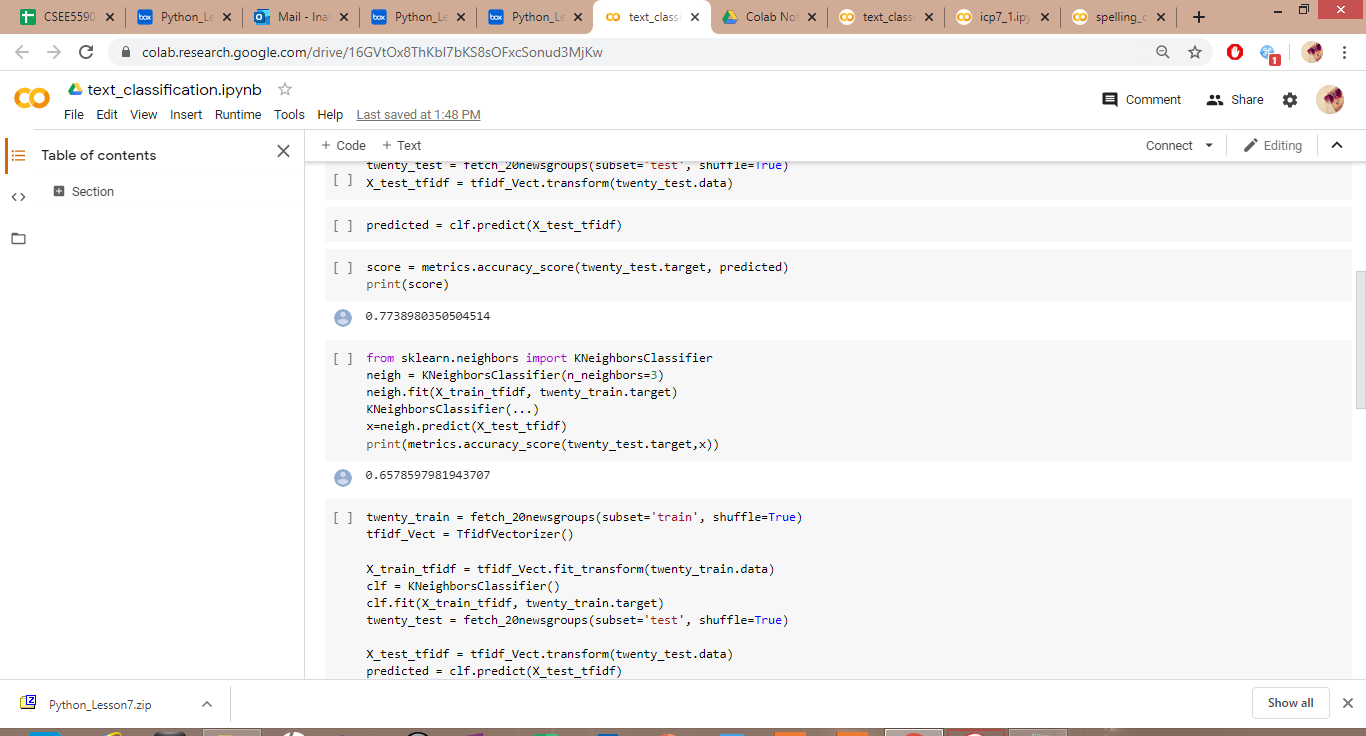 CSEE5590
Python_Le
Mail - Inal
Python_Le
Python_Le
text_classi
Colab Not
text_classi
icp7_1.ipy
spelling_c
colab.research.google.com/drive/16GVtOx8ThKbI7bKS8sOFxcSonud3MjKw
1
text_classification.ipynb
File Edit View Insert Runtime Tools Help Last saved at 1:48 PM
Comment Share
Table of contents
+ Code + Text
Connect Editing
Section
twenty_test = fetch_20newsgroups(subset='test', shuffle=True)
[ ] X_test_tfidf = tfidf_Vect.transform(twenty_test.data)
[ ] predicted = clf.predict(X_test_tfidf)
[ ] score = metrics.accuracy_score(twenty_test.target, predicted)
print(score)
0.7738980350504514
[ ] from sklearn.neighbors import KNeighborsClassifier
neigh = KNeighborsClassifier(n_neighbors=3)
neigh.fit(X_train_tfidf, twenty_train.target)
KNeighborsClassifier(...)
x=neigh.predict(X_test_tfidf)
print(metrics.accuracy_score(twenty_test.target,x))
0.6578597981943707
[ ] twenty_train = fetch_20newsgroups(subset='train', shuffle=True)
tfidf_Vect = TfidfVectorizer()
X_train_tfidf = tfidf_Vect.fit_transform(twenty_train.data)
clf = KNeighborsClassifier()
clf.fit(X_train_tfidf, twenty_train.target)
twenty_test = fetch_20newsgroups(subset='test', shuffle=True)
X_test_tfidf = tfidf_Vect.transform(twenty_test.data)
predicted = clf.predict(X_test_tfidf)
Python_Lesson7.zip
Show all